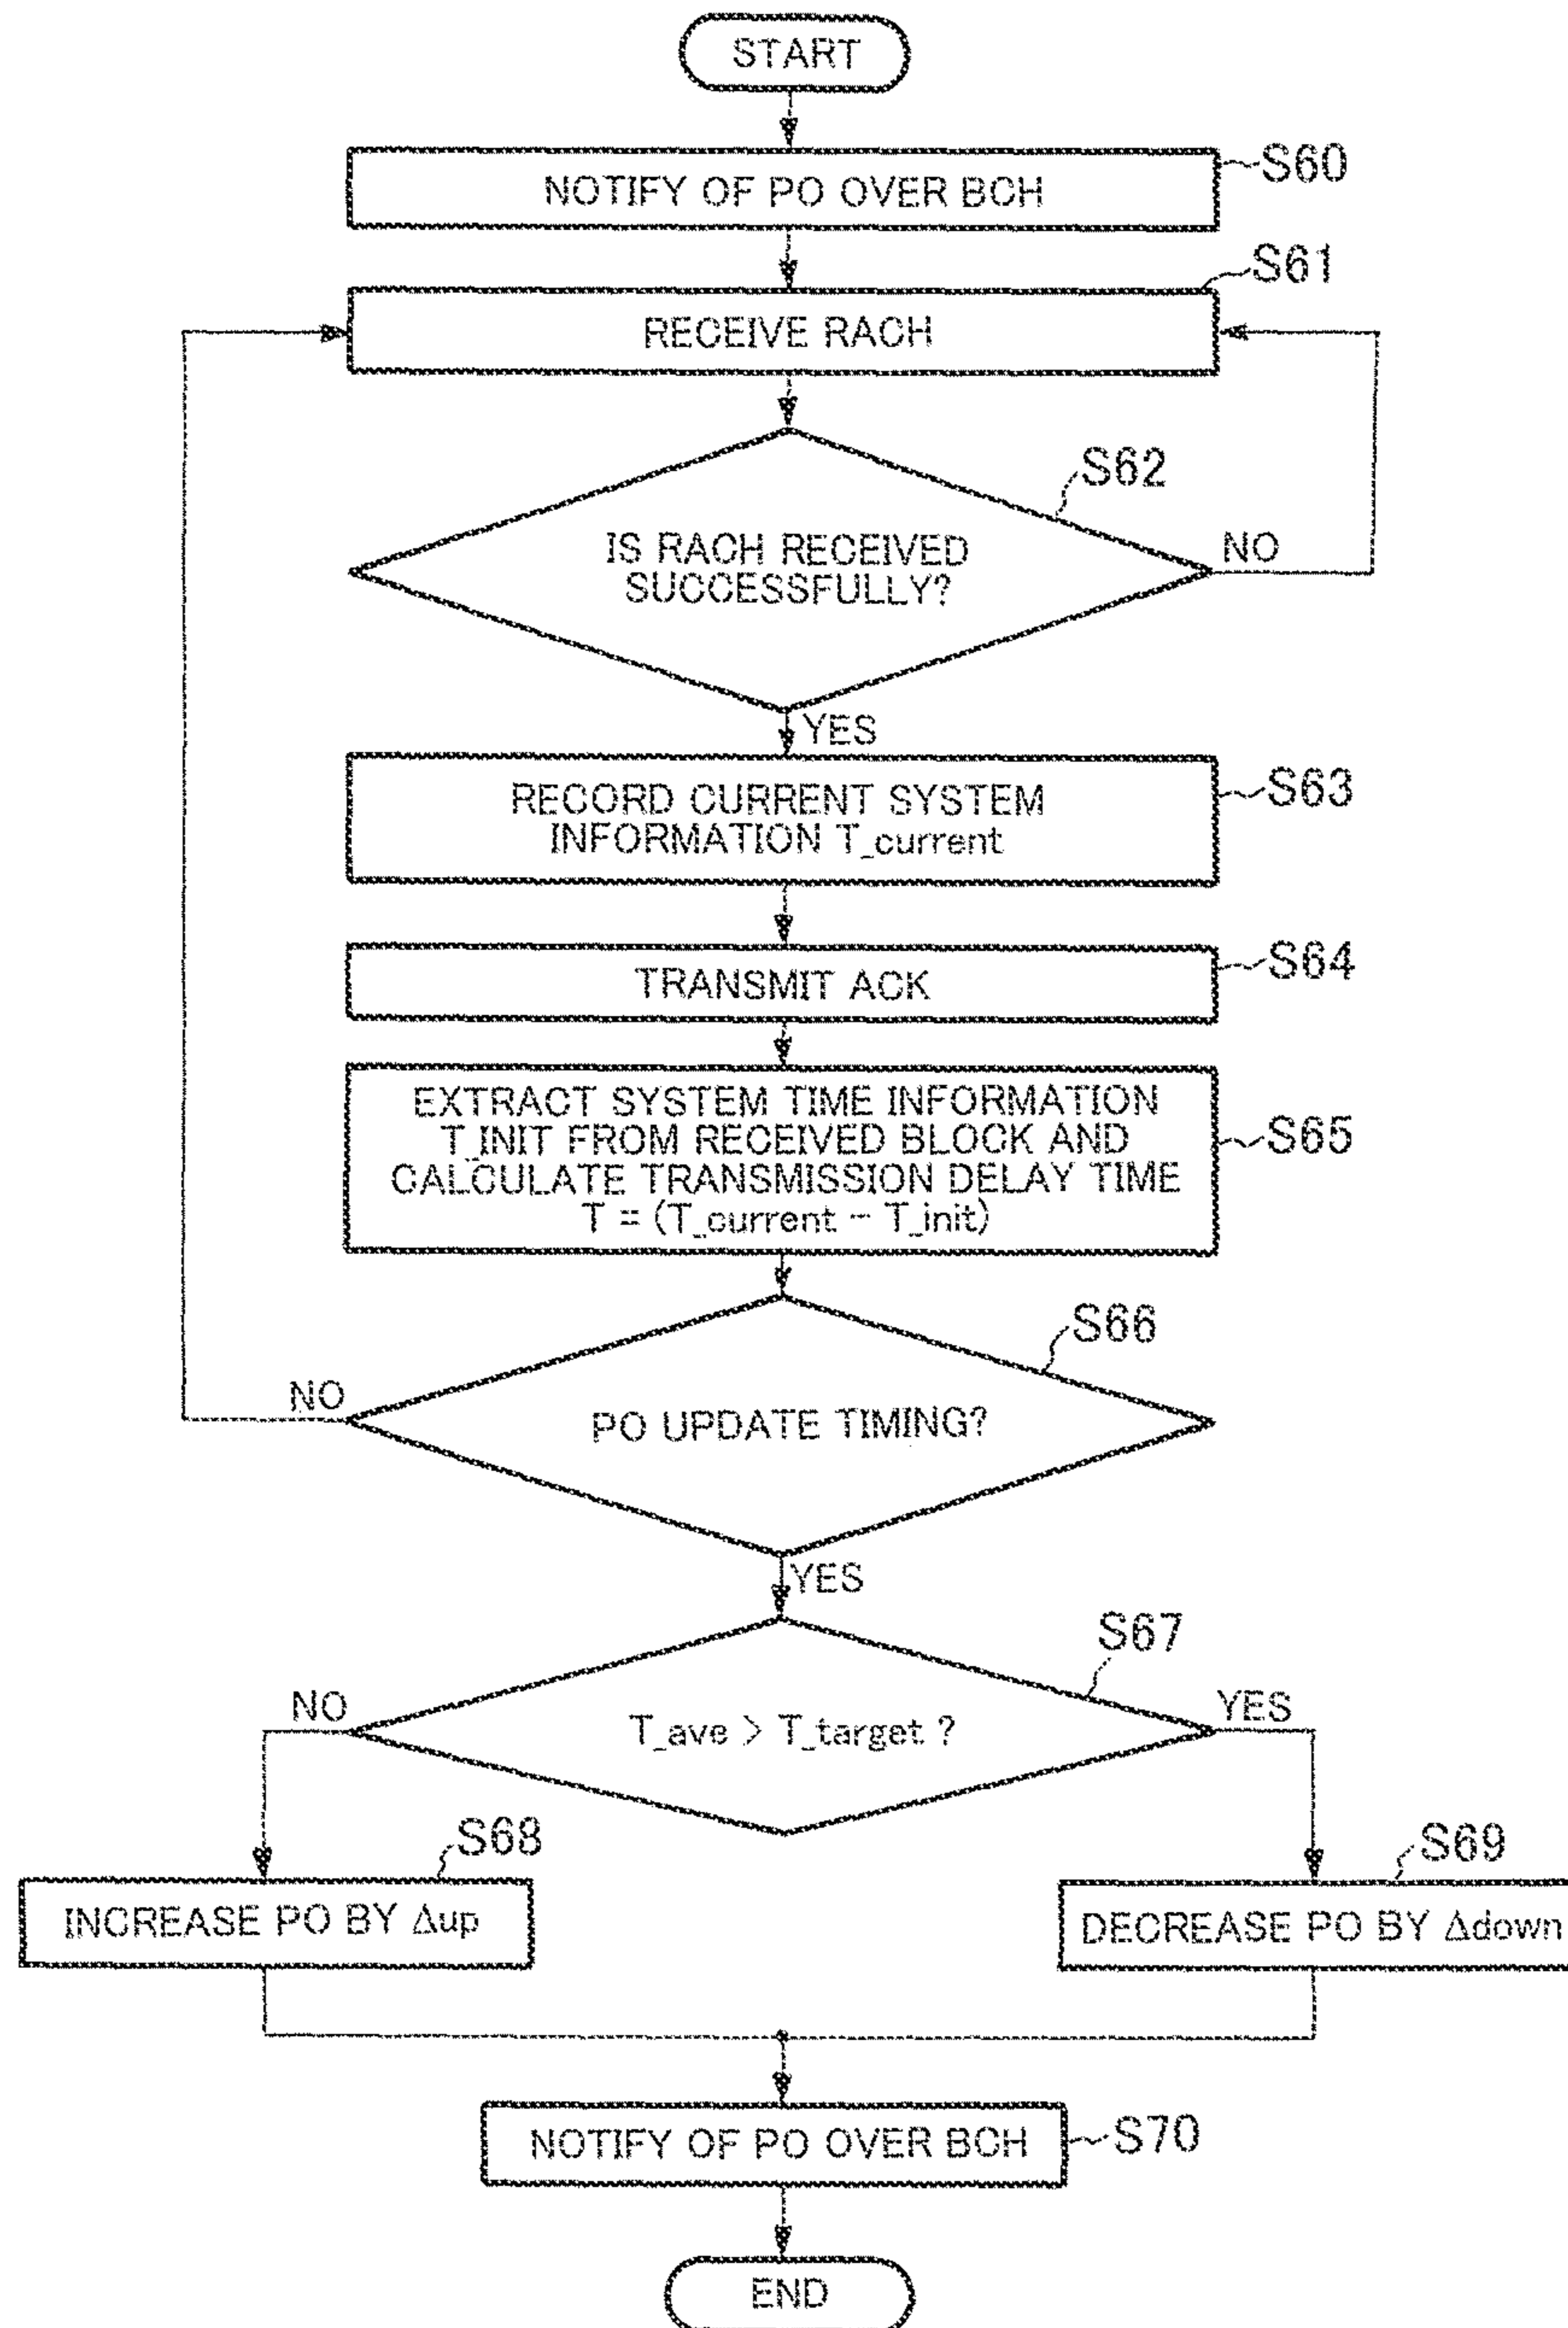 START
NOTIFY OF PO OVER BCH
S60
S61
RECEIVE RACH
S62
IS RACH RECEIVED
SUCCESSFULLY?
NO
YES
RECORD CURRENT SYSTEM
INFORMATION T_current
S63
TRANSMIT ACK
S64
EXTRACT SYSTEM TIME INFORMATION
T_INIT FROM RECEIVED BLOCK AND
CALCULATE TRANSMISSION DELAY TIME
T = (T_current - T_init)
S65
S66
NO
PO UPDATE TIMING?
YES
S67
NO
T_ave > T_target ?
YES
S68
INCREASE PO BY Δup
S69
DECREASE PO BY Δdown
NOTIFY OF PO OVER BCH
S70
END